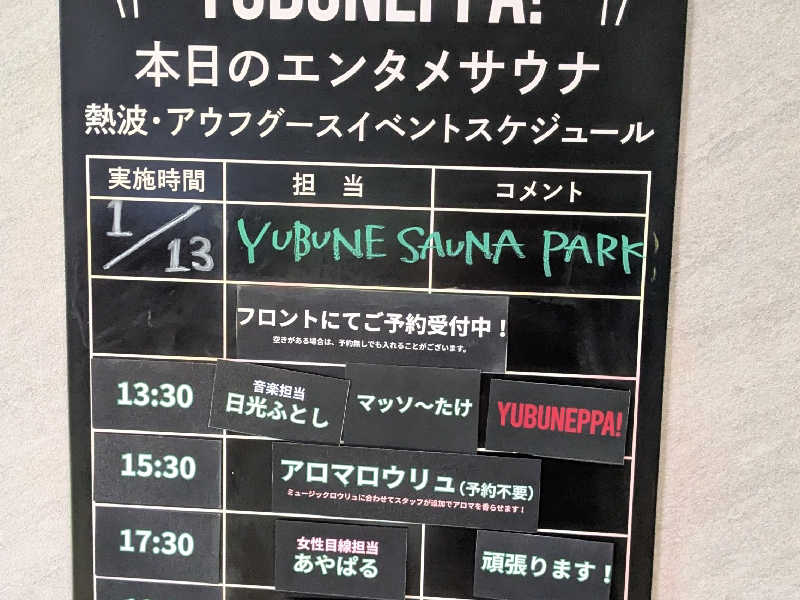 YUBUNEPPA!
本日のエンタメサウナ
熱波・アウフグースイベントスケジュール
実施時間 担当 コメント
1/13 YUBUNE SAUNA PARK
フロントにてご予約受付中！
空きがある場合は、予約無しでも入れることがございます。
13:30 音楽担当 日光ふとし マッソ～たけ YUBUNEPPA!
15:30 アロマロウリュ(予約不要)
ミュージックロウリュに合わせてスタッフが追加でアロマを香らせます！
17:30 女性目線担当 あやぱる 頑張ります！